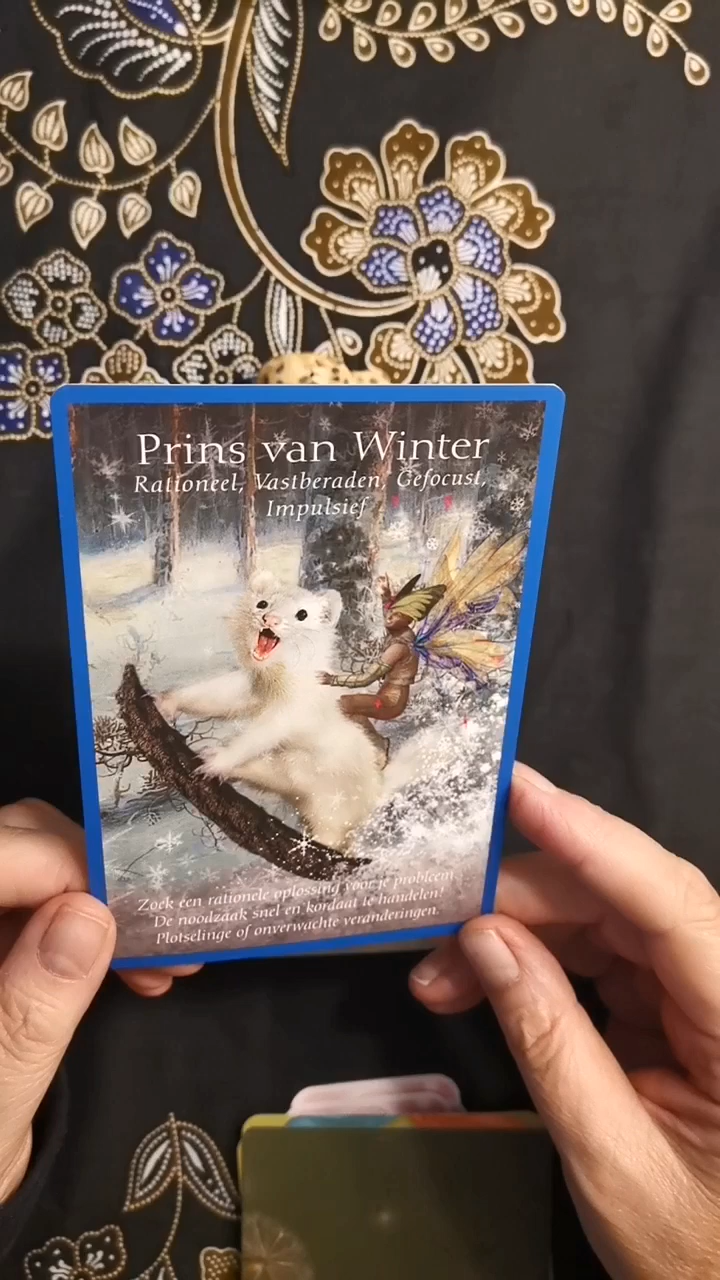 Prins van Winter
Rationeel, Vastberaden, Gefocust,
Impulsief
Zoek een rationele oplossing voor je probleem
De noodzaak snel en kordaat te handelen!
Plotselinge of onverwachte veranderingen.